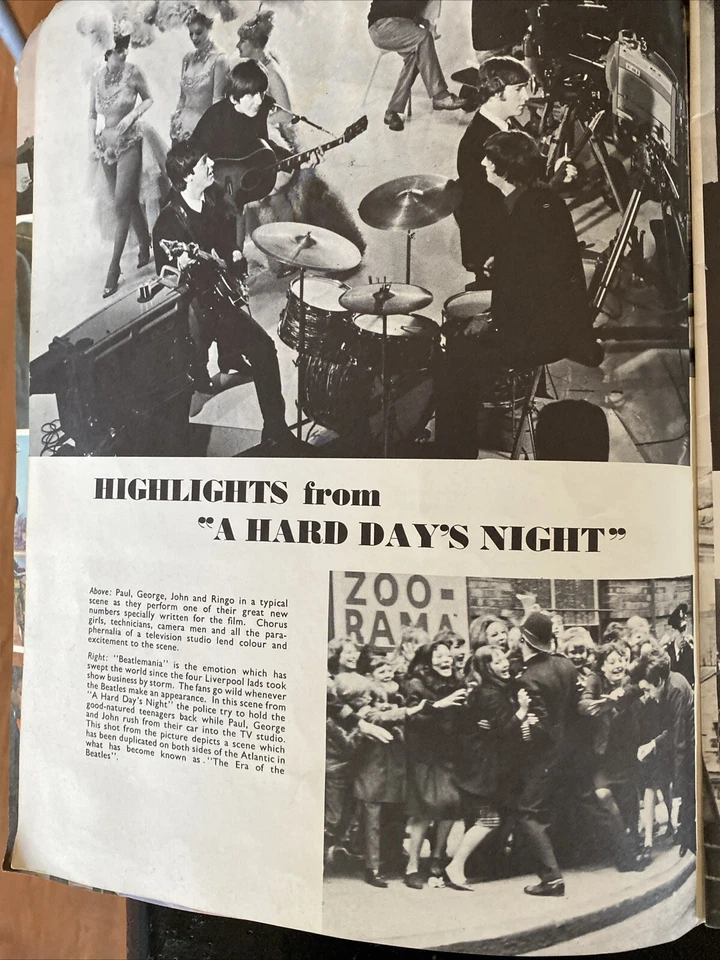 HIGHLIGHTS from
"A HARD DAY'S NIGHT"
Above: Paul, George, John and Ringo in a typical
scene as they perform one of their great new
numbers specially written for the film. Chorus
girls, technicians, camera men and all the para-
phernalia of a television studio lend colour and
excitement to the scene.
Right: "Beatlemania" is the emotion which has
swept the world since the four Liverpool lads took
show business by storm. The fans go wild whenever
the Beatles make an appearance. In this scene from
"A Hard Day's Night" the police try to hold the
good-natured teenagers back while Paul, George
and John rush from their car into the TV studio.
This shot from the picture depicts a scene which
has been duplicated on both sides of the Atlantic in
what has become known as . "The Era of the
Beatles".
ZOO-
RAMA